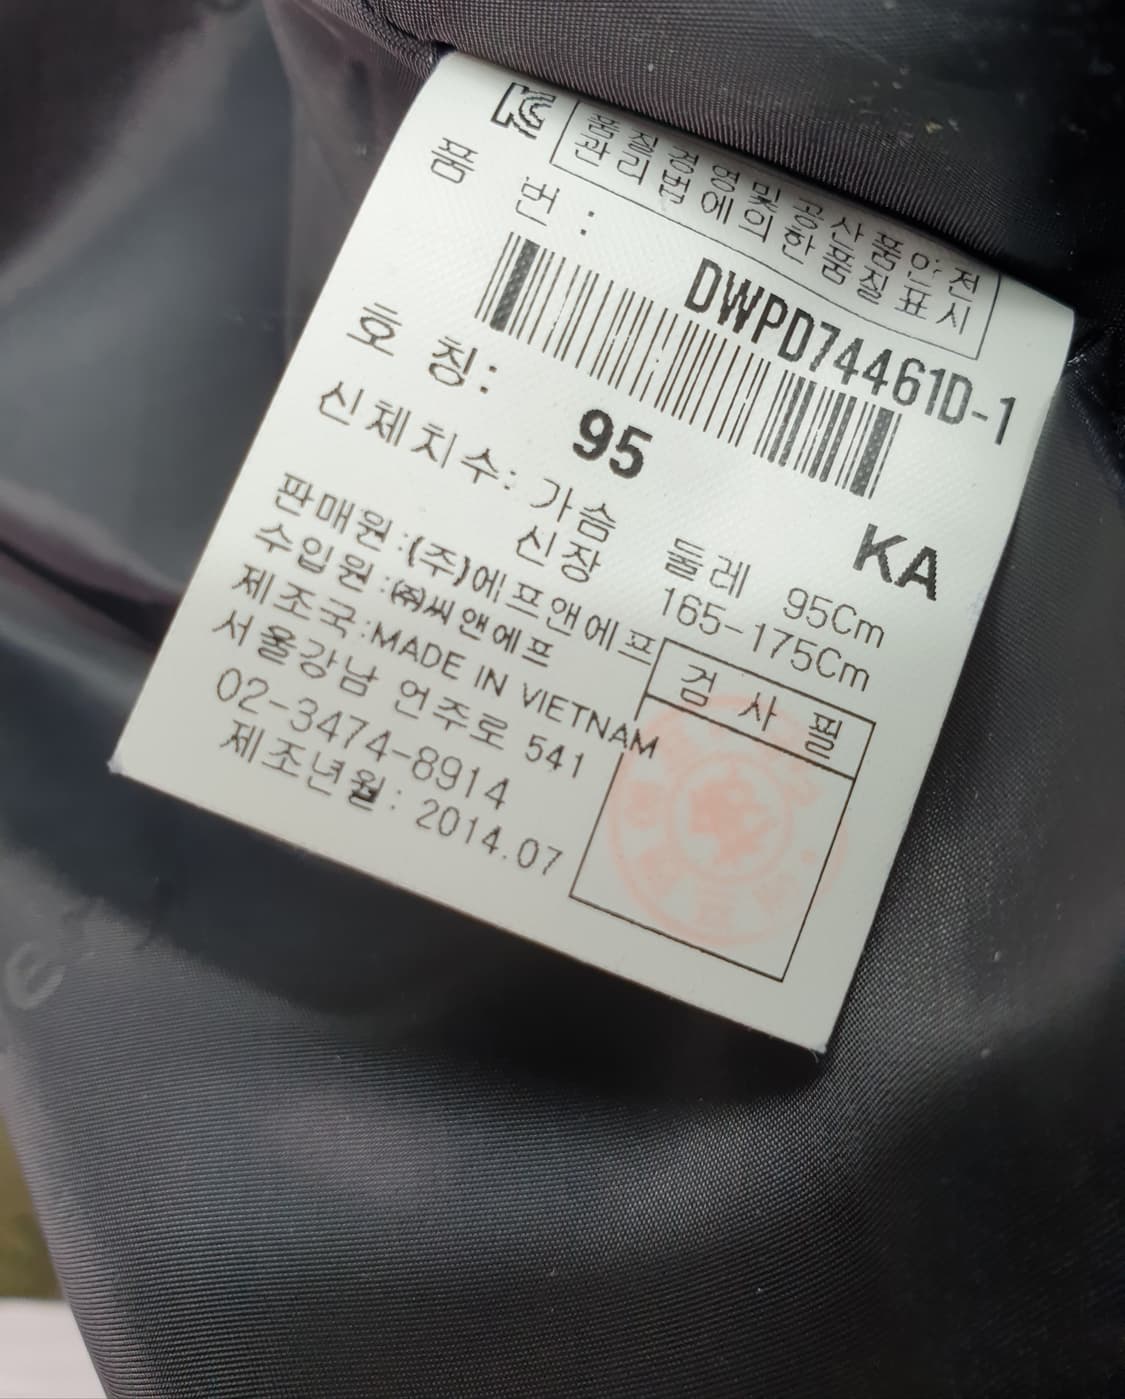 품질경영및공산품안전
관리법에의한품질표시
품 번 :
DWPD74461D-1
호 칭: 95 KA
신체치수: 가슴 둘레 95Cm
신장 165-175Cm
판매원:(주)에프앤에프
수입원:㈜씨앤에프
제조국:MADE IN VIETNAM
서울강남 언주로 541
02-3474-8914
제조년월: 2014.07
검 사 필